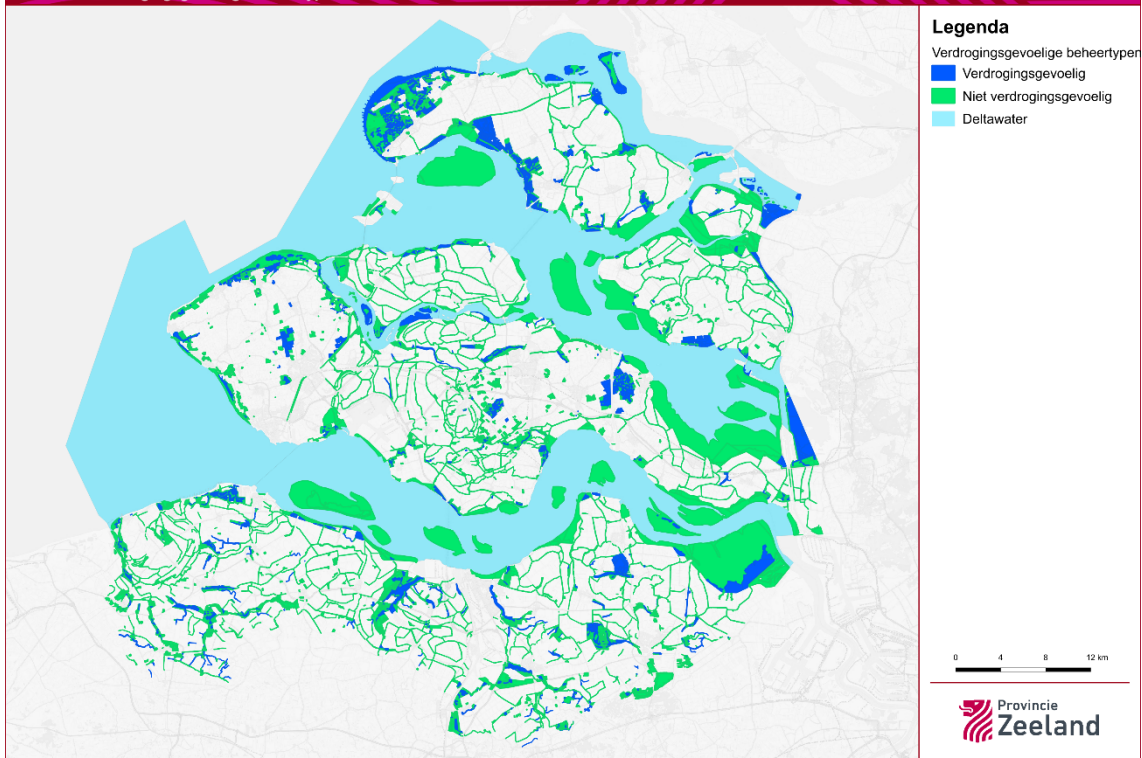 Legenda
Verdrogingsgevoelige beheertypen
Verdrogingsgevoelig
Niet verdrogingsgevoelig
Deltawater
0 4 8 12 km
Provincie
Zeeland